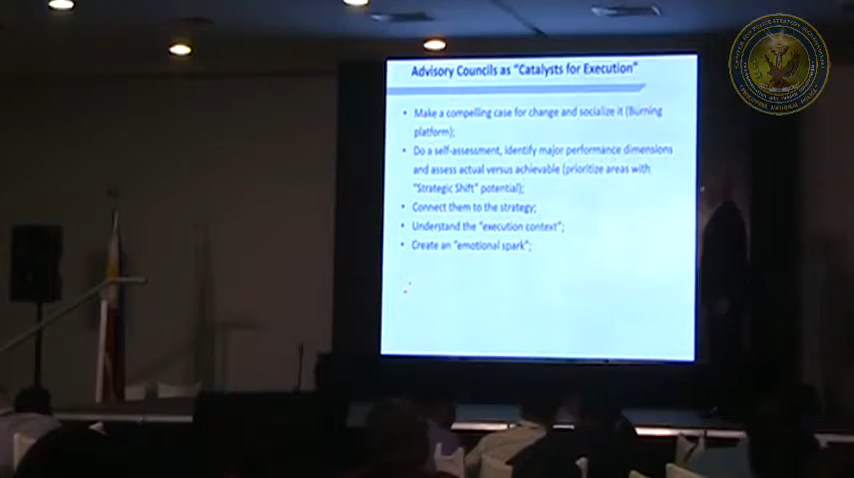 Advisory Councils as "Catalysts for Execution"
• Make a compelling case for change and socialize it (Burning
platform);
• Do a self-assessment, identify major performance dimensions
and assess actual versus achievable (prioritize areas with
"Strategic Shift" potential);
• Connect them to the strategy;
• Understand the "execution context";
• Create an "emotional spark";